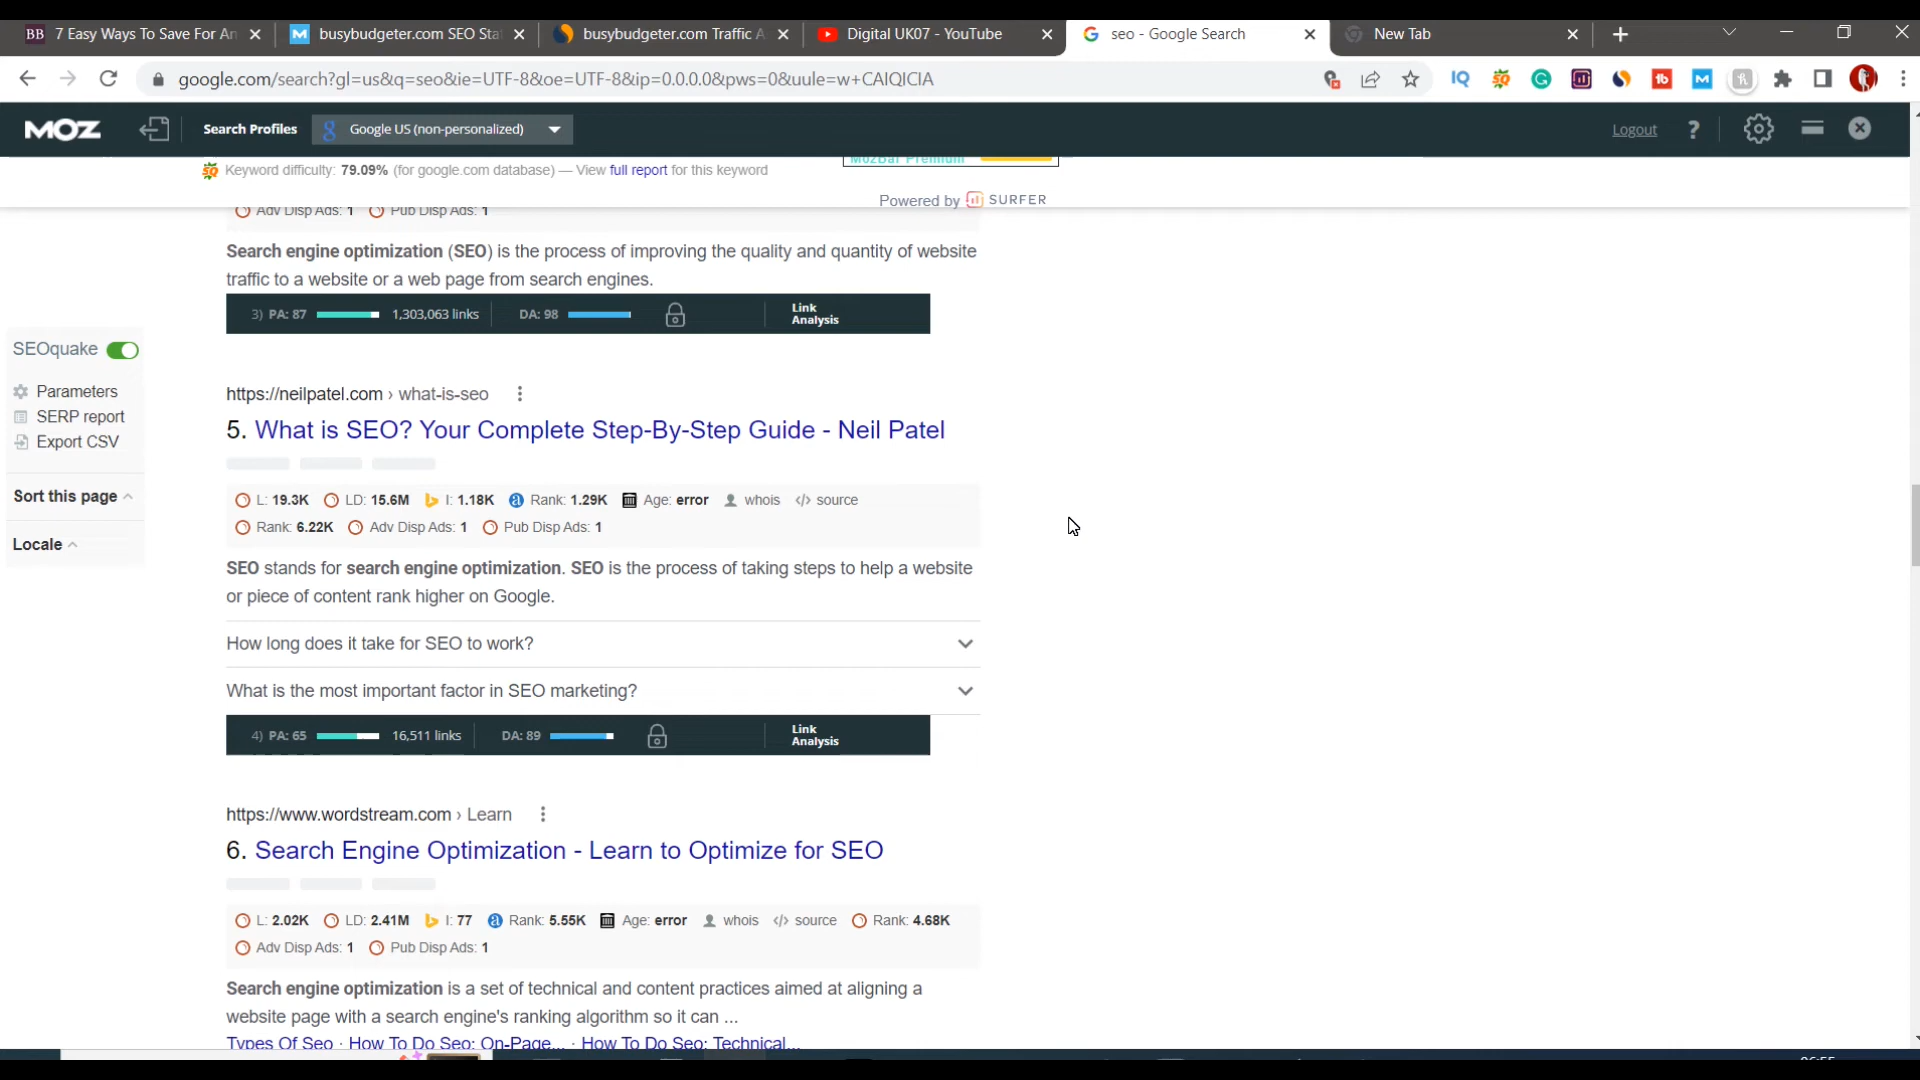 BB 7 Easy Ways To Save For An
busybudgeter.com SEO Sta
busybudgeter.com Traffic A
Digital UK07 - YouTube
seo - Google Search
New Tab
google.com/search?gl=us&q=seo&ie=UTF-8&oe=UTF-8&ip=0.0.0.0&pws=0&uule=w+CAIQICIA
MOZ
Search Profiles
Google US (non-personalized)
Logout
MozBar Premium
Keyword difficulty: 79.09% (for google.com database) — View full report for this keyword
Powered by SURFER
Adv Disp Ads: 1 Pub Disp Ads: 1
Search engine optimization (SEO) is the process of improving the quality and quantity of website
traffic to a website or a web page from search engines.
3) PA: 87 1,303,063 links DA: 98 Link Analysis
SEOquake
Parameters
SERP report
Export CSV
Sort this page
Locale
https://neilpatel.com › what-is-seo
5. What is SEO? Your Complete Step-By-Step Guide - Neil Patel
L: 19.3K LD: 15.6M I: 1.18K Rank: 1.29K Age: error whois </> source
Rank: 6.22K Adv Disp Ads: 1 Pub Disp Ads: 1
SEO stands for search engine optimization. SEO is the process of taking steps to help a website
or piece of content rank higher on Google.
How long does it take for SEO to work?
What is the most important factor in SEO marketing?
4) PA: 65 16,511 links DA: 89 Link Analysis
https://www.wordstream.com › Learn
6. Search Engine Optimization - Learn to Optimize for SEO
L: 2.02K LD: 2.41M I: 77 Rank: 5.55K Age: error whois </> source Rank: 4.68K
Adv Disp Ads: 1 Pub Disp Ads: 1
Search engine optimization is a set of technical and content practices aimed at aligning a
website page with a search engine's ranking algorithm so it can ...
Types Of Seo · How To Do Seo: On-Page... · How To Do Seo: Technical...